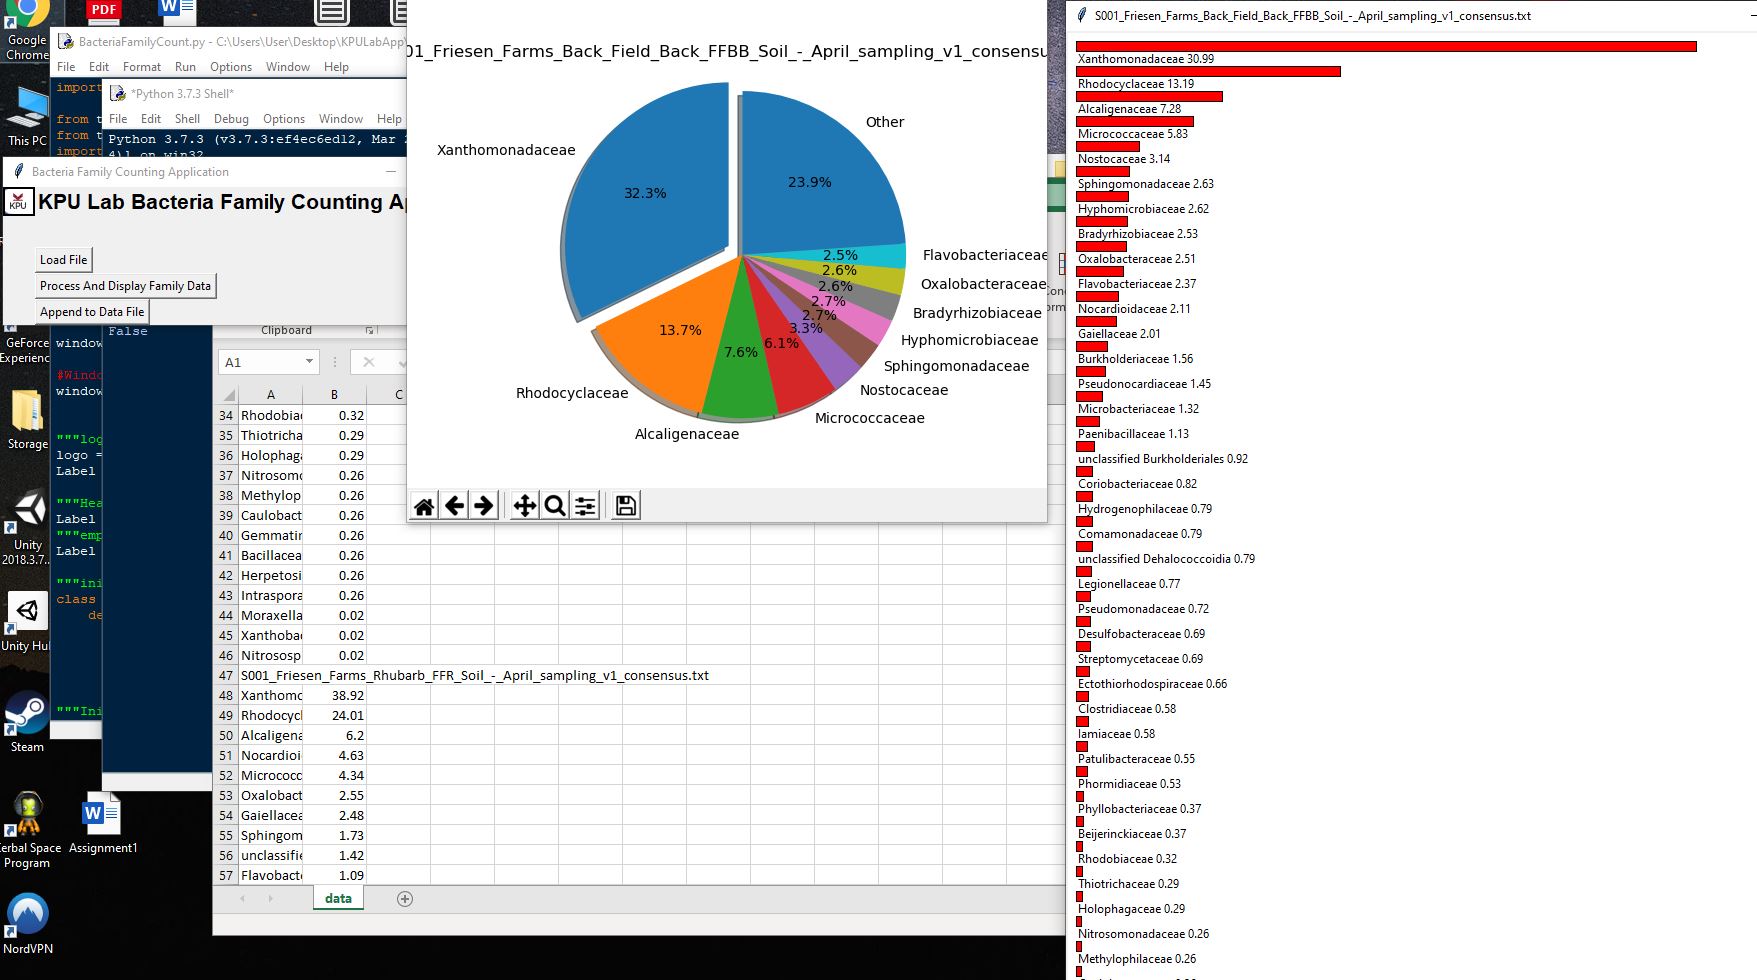 Google
Chrome
This PC
GeForce
Experience
Storage
Unity
2018.3.7...
Unity Hub
Steam
Kerbal Space
Program
Assignment1
NordVPN
PDF
BacteriaFamilyCount.py - C:\Users\User\Desktop\KPULabApp\
File Edit Format Run Options Window Help
import
from t
from t
import
*Python 3.7.3 Shell*
File Edit Shell Debug Options Window Help
Python 3.7.3 (v3.7.3:ef4ec6ed12, Mar 2
4)] on win32
Bacteria Family Counting Application
KPU
KPU Lab Bacteria Family Counting Ap
Load File
Process And Display Family Data
Append to Data File
False
window
#Windo
window
"""log
logo =
Label
"""Hea
Label
"""emp
Label
"""ini
class
de
"""Ini
Clipboard
A1
A B C
34 Rhodobia 0.32
35 Thiotricha 0.29
36 Holophaga 0.29
37 Nitrosomo 0.26
38 Methylop 0.26
39 Caulobact 0.26
40 Gemmatin 0.26
41 Bacillacea 0.26
42 Herpetosi 0.26
43 Intraspora 0.26
44 Moraxella 0.02
45 Xanthobac 0.02
46 Nitrososp 0.02
47 S001_Friesen_Farms_Rhubarb_FFR_Soil_-_April_sampling_v1_consensus.txt
48 Xanthomo 38.92
49 Rhodocycl 24.01
50 Alcaligena 6.2
51 Nocardioi 4.63
52 Micrococc 4.34
53 Oxalobact 2.55
54 Gaiellacea 2.48
55 Sphingom 1.73
56 unclassifie 1.42
57 Flavobact 1.09
data
01_Friesen_Farms_Back_Field_Back_FFBB_Soil_-_April_sampling_v1_consensu
Other
Xanthomonadaceae
32.3%
23.9%
2.5%
Flavobacteriaceae
2.6%
Oxalobacteraceae
2.6%
Bradyrhizobiaceae
2.7%
Hyphomicrobiaceae
2.7%
Sphingomonadaceae
3.3%
Nostocaceae
6.1%
Micrococcaceae
7.6%
Alcaligenaceae
13.7%
Rhodocyclaceae
S001_Friesen_Farms_Back_Field_Back_FFBB_Soil_-_April_sampling_v1_consensus.txt
Xanthomonadaceae 30.99
Rhodocyclaceae 13.19
Alcaligenaceae 7.28
Micrococcaceae 5.83
Nostocaceae 3.14
Sphingomonadaceae 2.63
Hyphomicrobiaceae 2.62
Bradyrhizobiaceae 2.53
Oxalobacteraceae 2.51
Flavobacteriaceae 2.37
Nocardioidaceae 2.11
Gaiellaceae 2.01
Burkholderiaceae 1.56
Pseudonocardiaceae 1.45
Microbacteriaceae 1.32
Paenibacillaceae 1.13
unclassified Burkholderiales 0.92
Coriobacteriaceae 0.82
Hydrogenophilaceae 0.79
Comamonadaceae 0.79
unclassified Dehalococcoidia 0.79
Legionellaceae 0.77
Pseudomonadaceae 0.72
Desulfobacteraceae 0.69
Streptomycetaceae 0.69
Ectothiorhodospiraceae 0.66
Clostridiaceae 0.58
Iamiaceae 0.58
Patulibacteraceae 0.55
Phormidiaceae 0.53
Phyllobacteriaceae 0.37
Beijerinckiaceae 0.37
Rhodobiaceae 0.32
Thiotrichaceae 0.29
Holophagaceae 0.29
Nitrosomonadaceae 0.26
Methylophilaceae 0.26